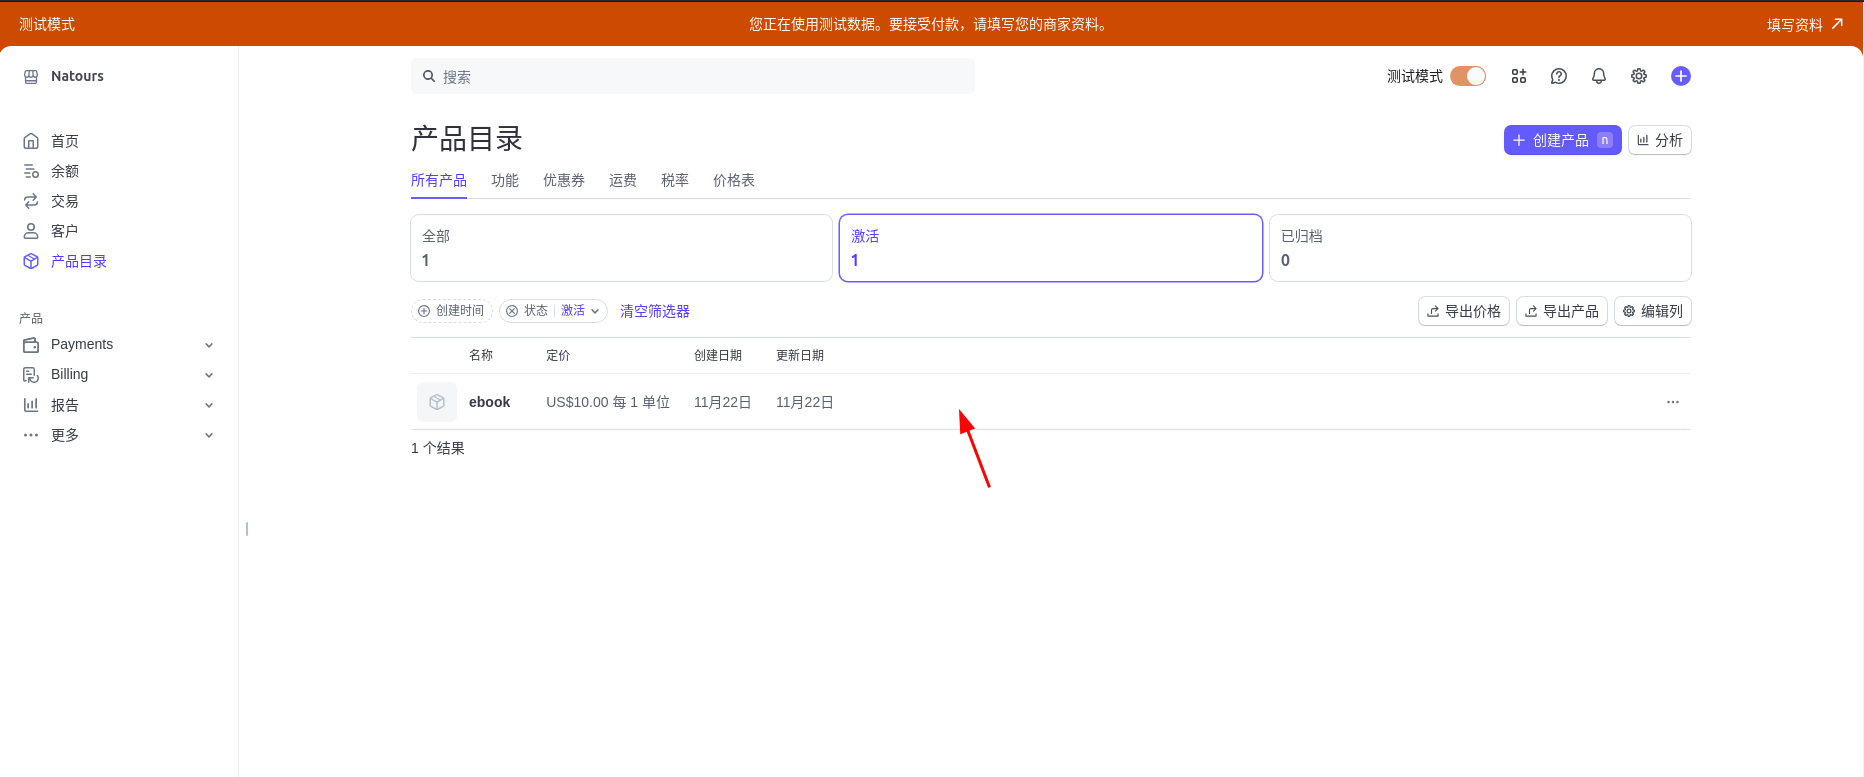 测试模式
您正在使用测试数据。要接受付款，请填写您的商家资料。
填写资料
Natours
搜索
测试模式
首页
余额
交易
客户
产品目录
产品
Payments
Billing
报告
更多
产品目录
创建产品 n
分析
所有产品 功能 优惠券 运费 税率 价格表
全部
1
激活
1
已归档
0
创建时间 状态 激活 清空筛选器
导出价格 导出产品 编辑列
名称 定价 创建日期 更新日期
ebook US$10.00 每 1 单位 11月22日 11月22日
1 个结果